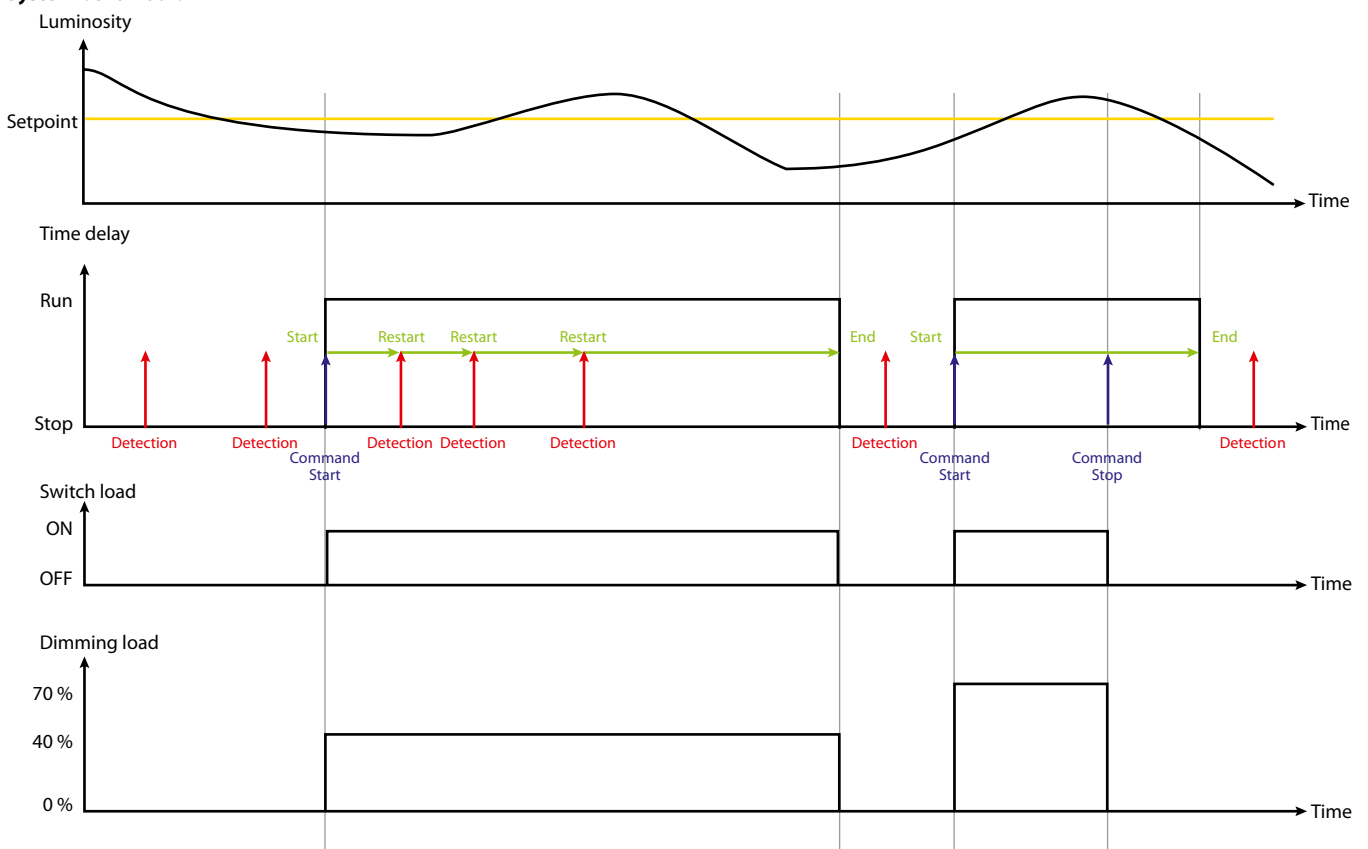 Luminosity
Setpoint
Time
Time delay
Run
Start Restart Restart Restart End Start End
Stop
Time
Detection Detection Detection Detection Detection Detection Detection
Command Command Command
Start Start Stop
Switch load
ON
OFF
Time
Dimming load
70 %
40 %
0 %
Time